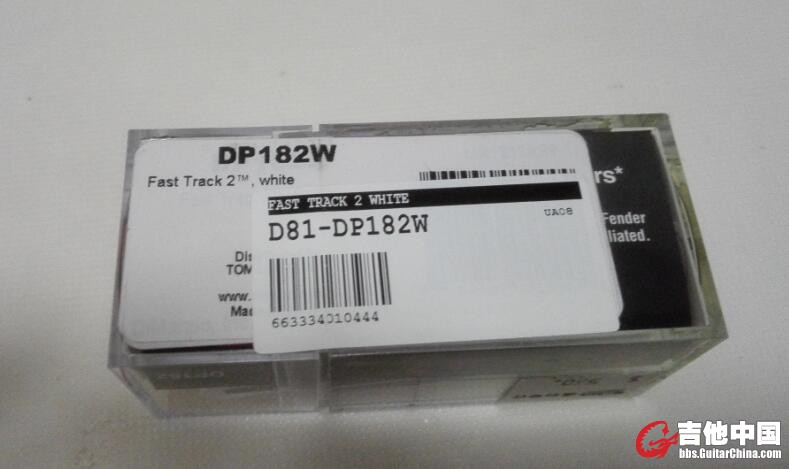 DP182W
Fast Track 2™, white
rs*
FAST TRACK 2 WHITE
D81-DP182W
UA08
Fender
liated.
Dis
TOM
www.
Mad
663334010444
吉他中国
bbs.GuitarChina.com